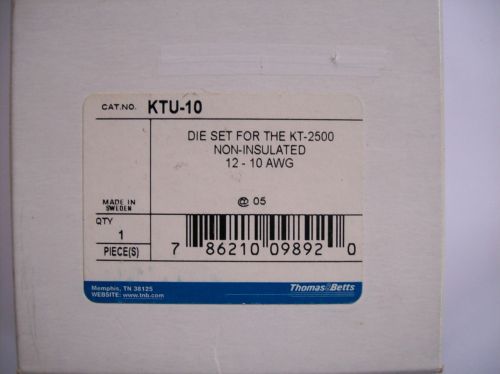 CAT.NO. KTU-10
DIE SET FOR THE KT-2500
NON-INSULATED
12 - 10 AWG
MADE IN
SWEDEN
@ 05
QTY
1
PIECE(S)
7 86210 09892 0
Memphis, TN 38125
WEBSITE: www.tnb.com
Thomas&Betts